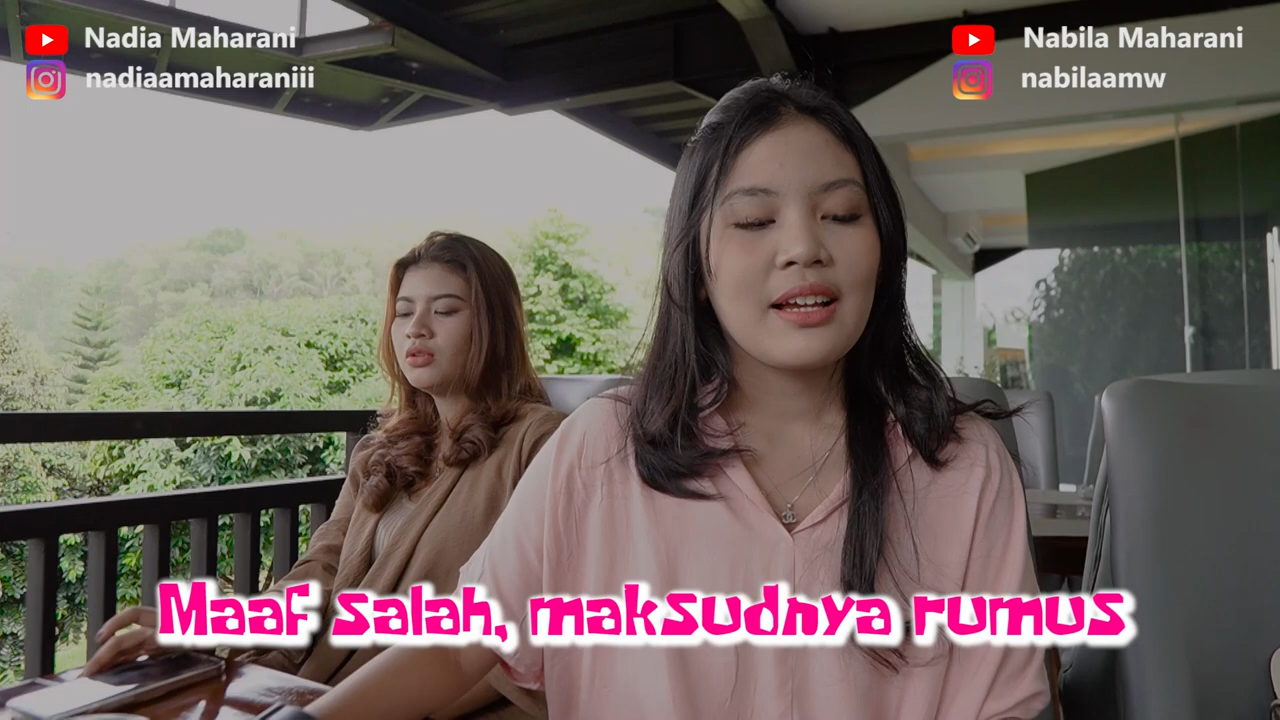 Nadia Maharani
nadiaamaharaniii
Nabila Maharani
nabilaamw
Maaf salah, maksudnya rumus